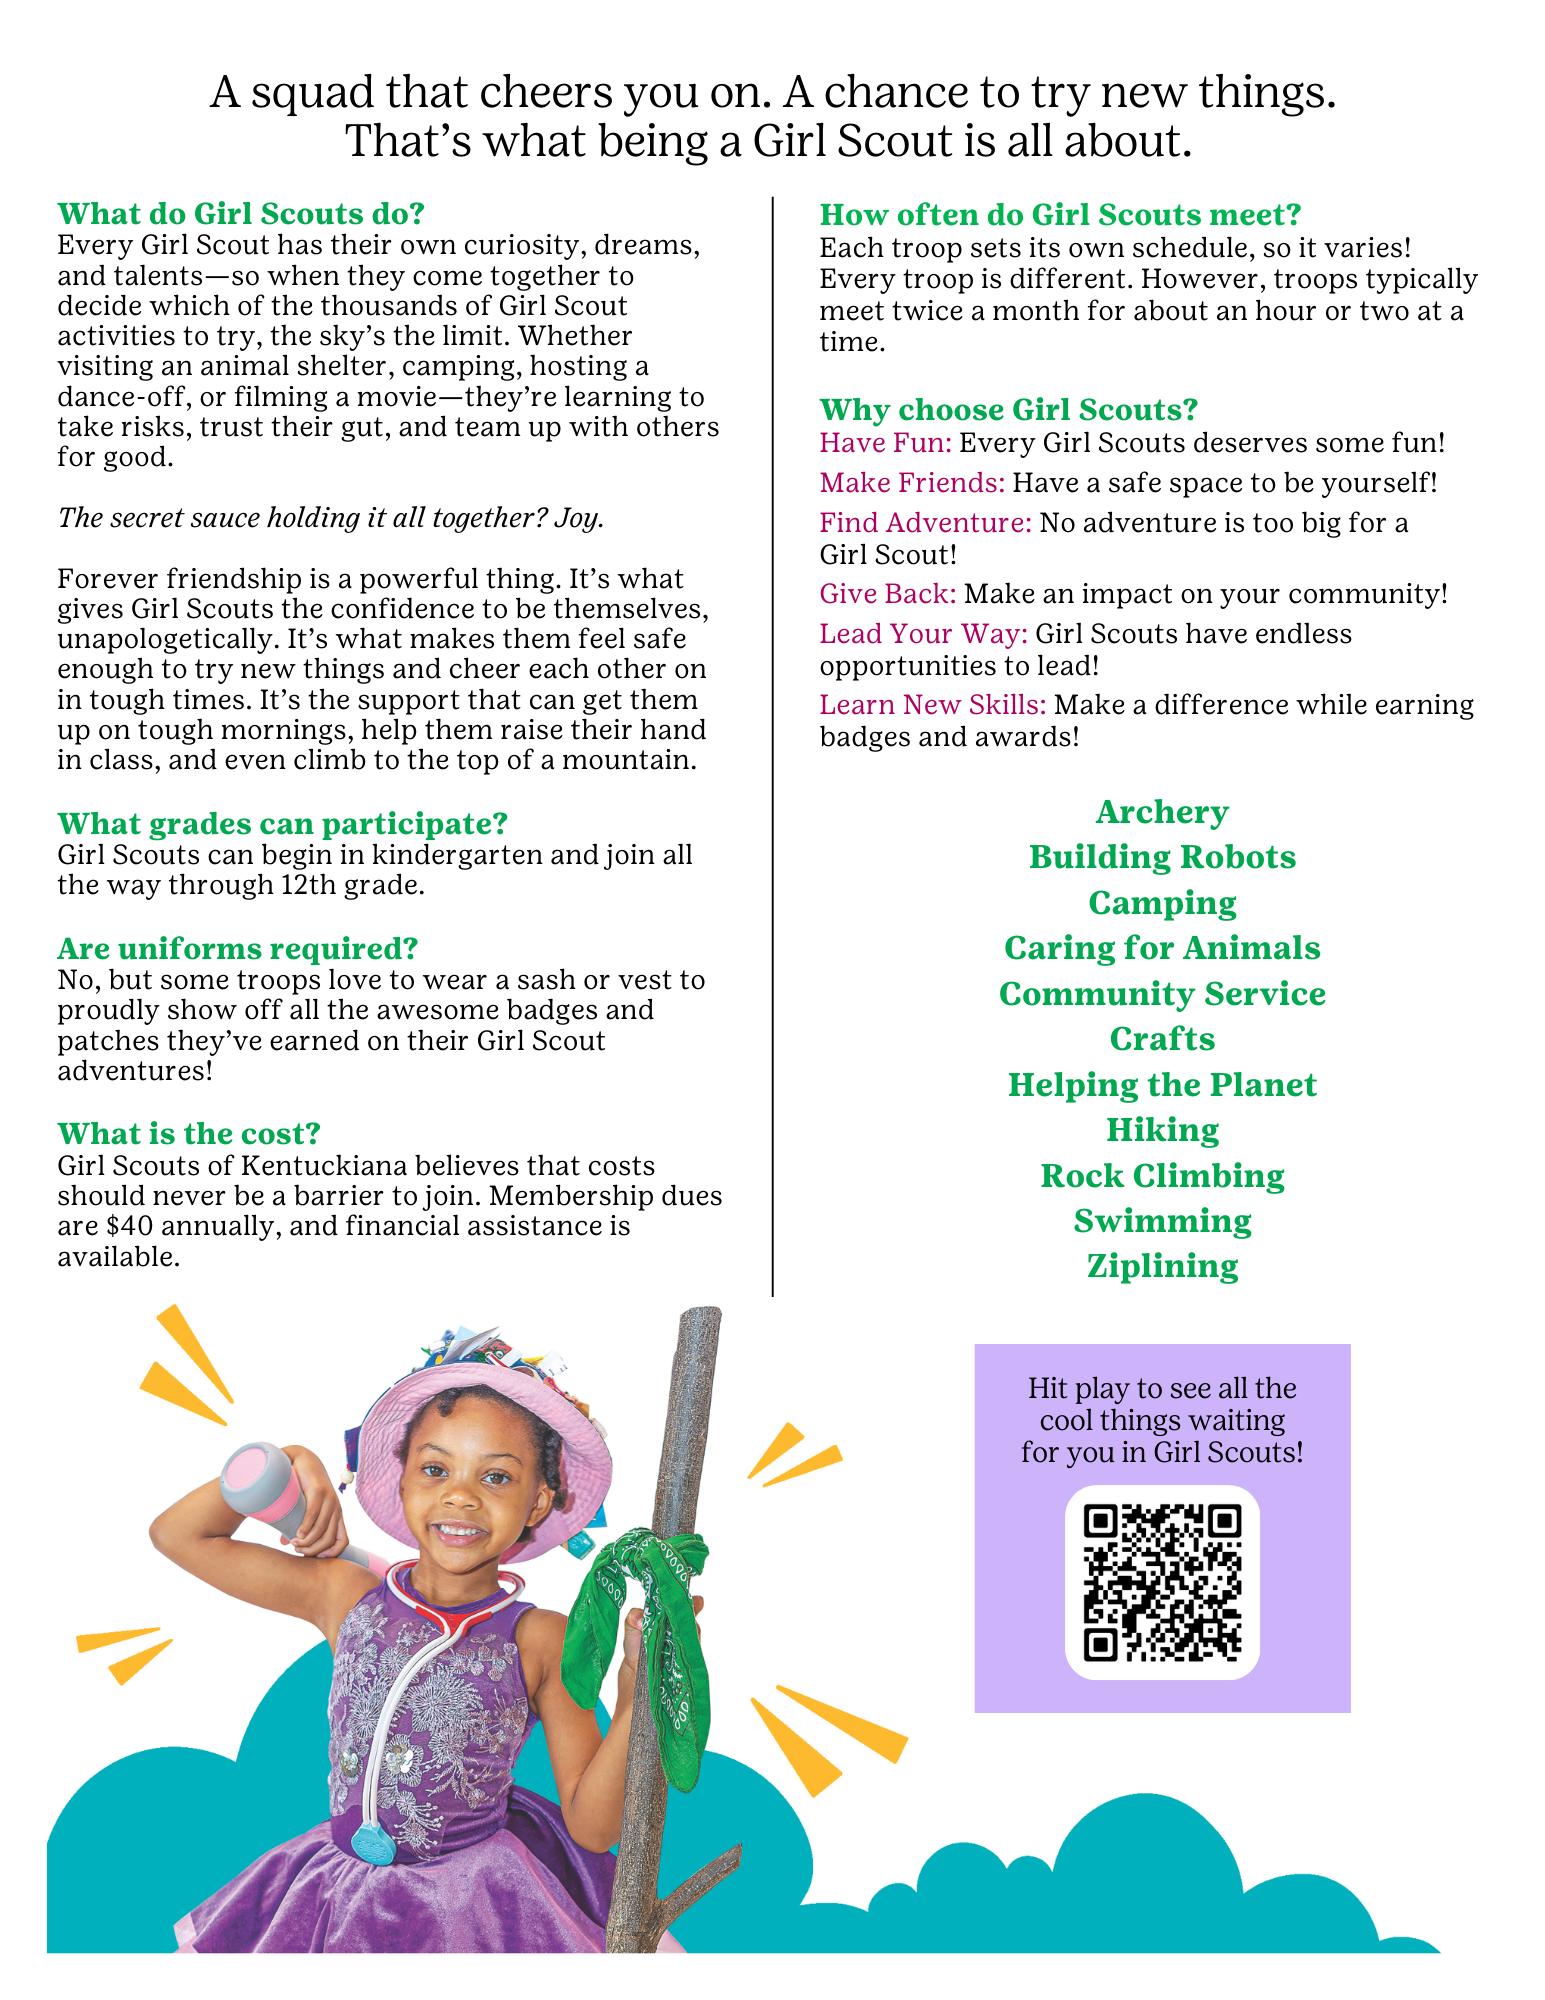 A squad that cheers you on. A chance to try new things.
That's what being a Girl Scout is all about.
What do Girl Scouts do?
Every Girl Scout has their own curiosity, dreams,
and talents—so when they come together to
decide which of the thousands of Girl Scout
activities to try, the sky's the limit. Whether
visiting an animal shelter, camping, hosting a
dance-off, or filming a movie—they're learning to
take risks, trust their gut, and team up with others
for good.
The secret sauce holding it all together? Joy.
Forever friendship is a powerful thing. It's what
gives Girl Scouts the confidence to be themselves,
unapologetically. It's what makes them feel safe
enough to try new things and cheer each other on
in tough times. It's the support that can get them
up on tough mornings, help them raise their hand
in class, and even climb to the top of a mountain.
What grades can participate?
Girl Scouts can begin in kindergarten and join all
the way through 12th grade.
Are uniforms required?
No, but some troops love to wear a sash or vest to
proudly show off all the awesome badges and
patches they've earned on their Girl Scout
adventures!
What is the cost?
Girl Scouts of Kentuckiana believes that costs
should never be a barrier to join. Membership dues
are $40 annually, and financial assistance is
available.
How often do Girl Scouts meet?
Each troop sets its own schedule, so it varies!
Every troop is different. However, troops typically
meet twice a month for about an hour or two at a
time.
Why choose Girl Scouts?
Have Fun: Every Girl Scouts deserves some fun!
Make Friends: Have a safe space to be yourself!
Find Adventure: No adventure is too big for a
Girl Scout!
Give Back: Make an impact on your community!
Lead Your Way: Girl Scouts have endless
opportunities to lead!
Learn New Skills: Make a difference while earning
badges and awards!
Archery
Building Robots
Camping
Caring for Animals
Community Service
Crafts
Helping the Planet
Hiking
Rock Climbing
Swimming
Ziplining
Hit play to see all the
cool things waiting
for you in Girl Scouts!